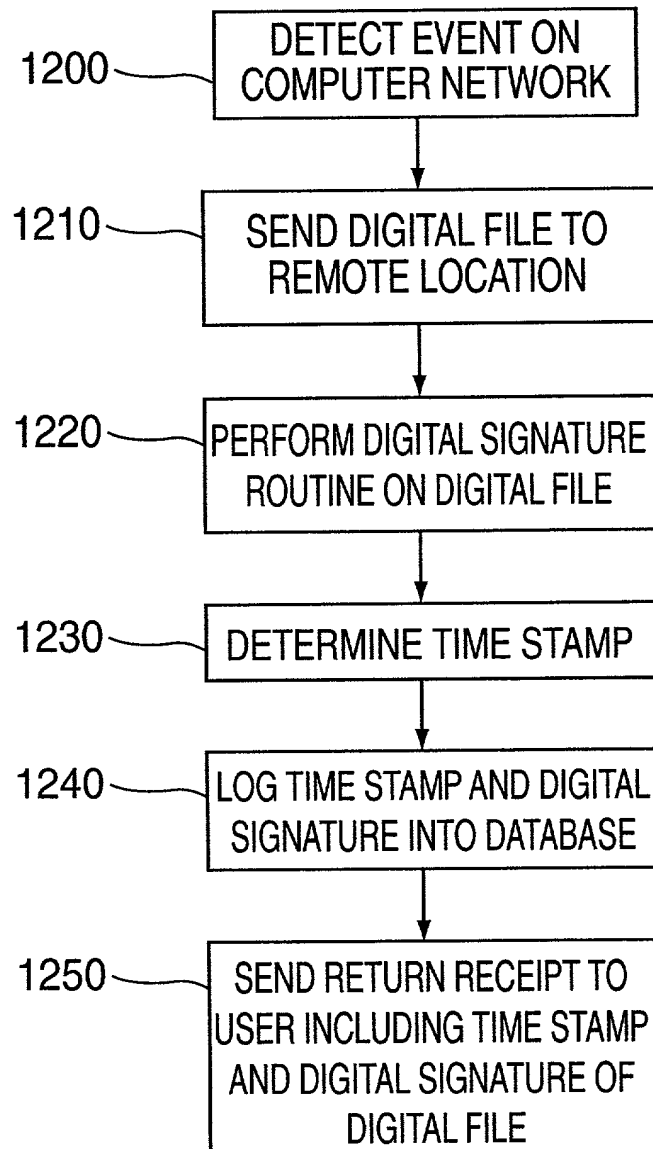 1200
DETECT EVENT ON
COMPUTER NETWORK
1210
SEND DIGITAL FILE TO
REMOTE LOCATION
1220
PERFORM DIGITAL SIGNATURE
ROUTINE ON DIGITAL FILE
1230
DETERMINE TIME STAMP
1240
LOG TIME STAMP AND DIGITAL
SIGNATURE INTO DATABASE
1250
SEND RETURN RECEIPT TO
USER INCLUDING TIME STAMP
AND DIGITAL SIGNATURE OF
DIGITAL FILE